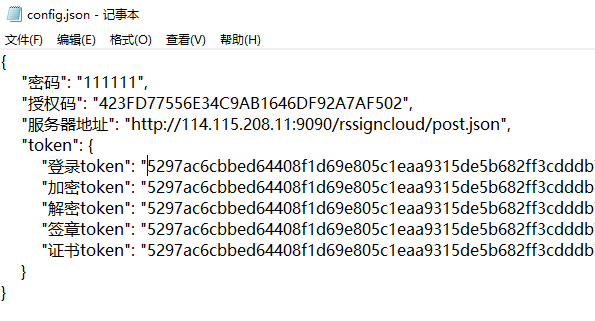 config.json - 记事本
文件(F) 编辑(E) 格式(O) 查看(V) 帮助(H)
{
"密码": "111111",
"授权码": "423FD77556E34C9AB1646DF92A7AF502",
"服务器地址": "http://114.115.208.11:9090/rssigncloud/post.json",
"token": {
"登录token": "5297ac6cbbed64408f1d69e805c1eaa9315de5b682ff3cdddb
"加密token": "5297ac6cbbed64408f1d69e805c1eaa9315de5b682ff3cdddb
"解密token": "5297ac6cbbed64408f1d69e805c1eaa9315de5b682ff3cdddb
"签章token": "5297ac6cbbed64408f1d69e805c1eaa9315de5b682ff3cdddb
"证书token": "5297ac6cbbed64408f1d69e805c1eaa9315de5b682ff3cdddb
}
}